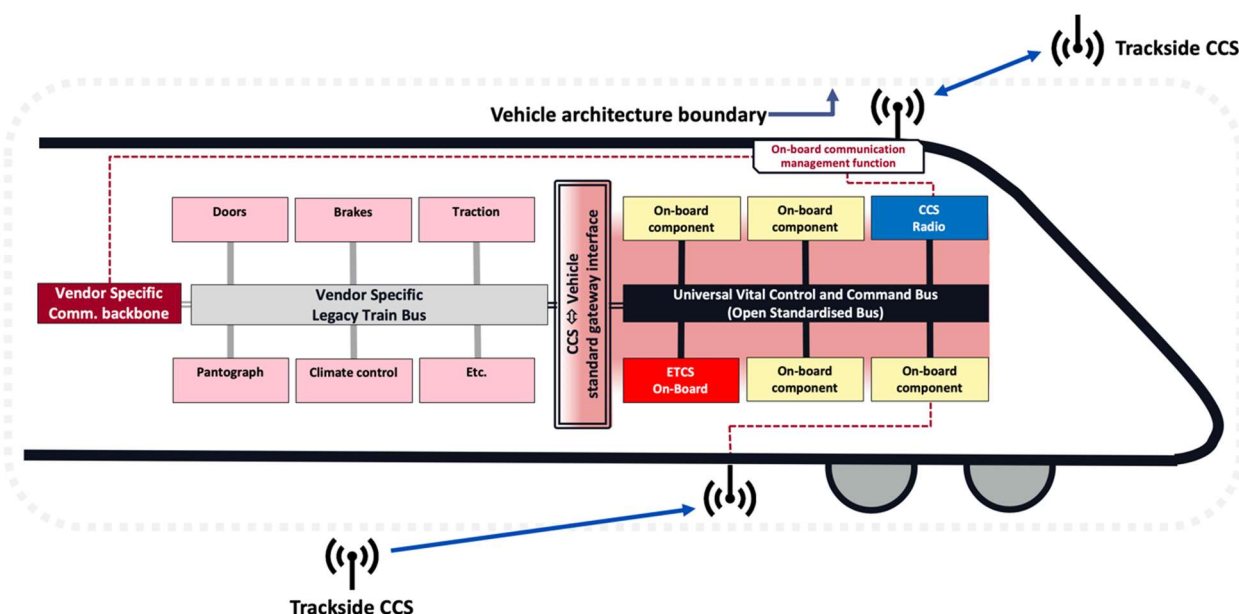 Trackside CCS
Vehicle architecture boundary
On-board communication
management function
Doors
Brakes
Traction
CCS ⇔ Vehicle
standard gateway interface
On-board
component
On-board
component
CCS
Radio
Vendor Specific
Comm. backbone
Vendor Specific
Legacy Train Bus
Universal Vital Control and Command Bus
(Open Standardised Bus)
Pantograph
Climate control
Etc.
ETCS
On-Board
On-board
component
On-board
component
Trackside CCS